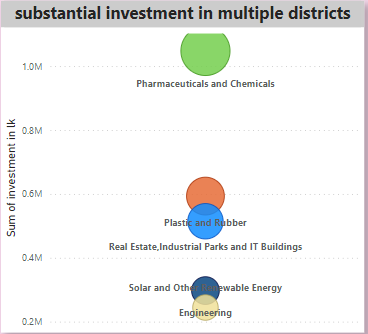 substantial investment in multiple districts
1.0M
Pharmaceuticals and Chemicals
0.8M
Sum of investment in lk
0.6M
Plastic and Rubber
Real Estate,Industrial Parks and IT Buildings
0.4M
Solar and Other Renewable Energy
Engineering
0.2M